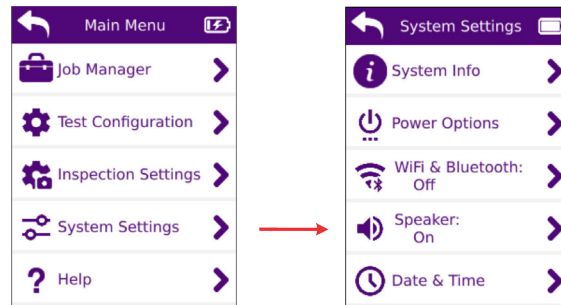 Main Menu
Job Manager
Test Configuration
Inspection Settings
System Settings
Help
System Settings
System Info
Power Options
WiFi & Bluetooth:
Off
Speaker:
On
Date & Time